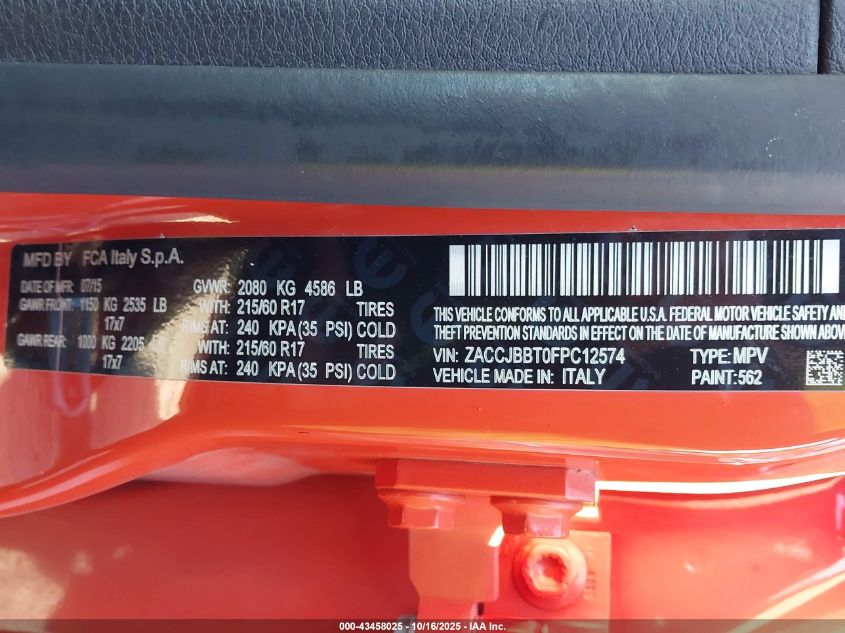 MFD BY FCA Italy S.p.A.
DATE OF MFR 07/15 GVWR: 2080 KG 4586 LB
GAWR FRONT: 1150 KG 2535 LB WITH: 215/60 R17 TIRES
17x7 RIMS AT: 240 KPA (35 PSI) COLD
GAWR REAR: 1000 KG 2205 LB WITH: 215/60 R17 TIRES
17x7 RIMS AT: 240 KPA (35 PSI) COLD
THIS VEHICLE CONFORMS TO ALL APPLICABLE U.S.A. FEDERAL MOTOR VEHICLE SAFETY AND
THEFT PREVENTION STANDARDS IN EFFECT ON THE DATE OF MANUFACTURE SHOWN ABOVE
VIN: ZACCJBBT0FPC12574 TYPE: MPV
VEHICLE MADE IN: ITALY PAINT:562
000-43458025 - 10/16/2025 - IAA Inc.